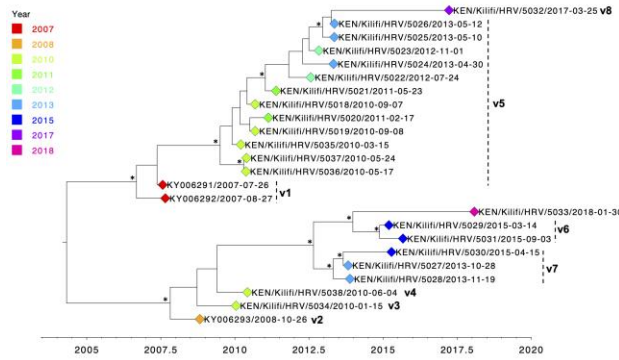 Year
2007
2008
2010
2011
2012
2013
2015
2017
2018
KEN/Kilifi/HRV/5032/2017-03-25 v8
KEN/Kilifi/HRV/5026/2013-05-12
KEN/Kilifi/HRV/5025/2013-05-10
KEN/Kilifi/HRV/5023/2012-11-01
KEN/Kilifi/HRV/5024/2013-04-30
KEN/Kilifi/HRV/5022/2012-07-24
v5
KEN/Kilifi/HRV/5021/2011-05-23
KEN/Kilifi/HRV/5018/2010-09-07
KEN/Kilifi/HRV/5020/2011-02-17
KEN/Kilifi/HRV/5019/2010-09-08
KEN/Kilifi/HRV/5035/2010-03-15
KEN/Kilifi/HRV/5037/2010-05-24
KEN/Kilifi/HRV/5036/2010-05-17
KY006291/2007-07-26
v1
KY006292/2007-08-27
KEN/Kilifi/HRV/5033/2018-01-30
KEN/Kilifi/HRV/5029/2015-03-14
v6
KEN/Kilifi/HRV/5031/2015-09-03
KEN/Kilifi/HRV/5030/2015-04-15
KEN/Kilifi/HRV/5027/2013-10-28
v7
KEN/Kilifi/HRV/5028/2013-11-19
KEN/Kilifi/HRV/5038/2010-06-04 v4
KEN/Kilifi/HRV/5034/2010-01-15 v3
KY006293/2008-10-26 v2
2005 2007.5 2010 2012.5 2015 2017.5 2020